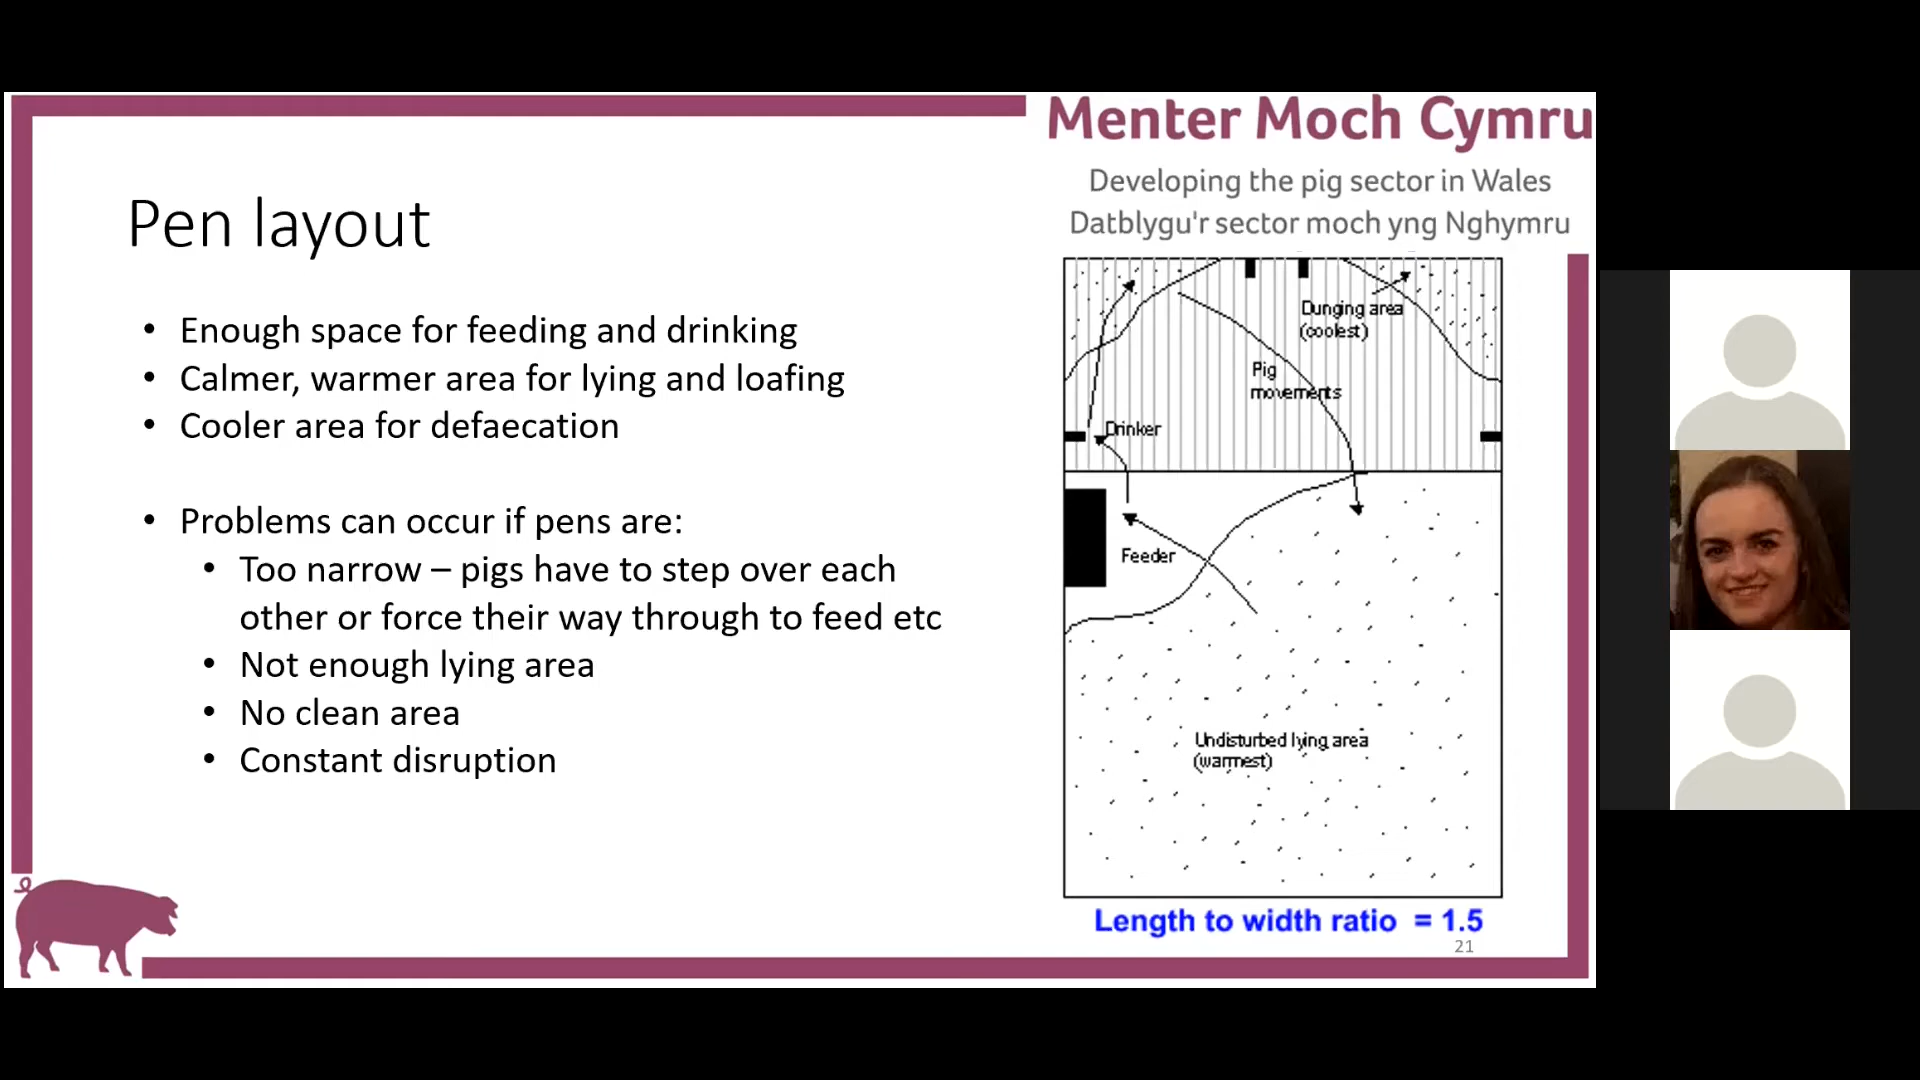 Menter Moch Cymru
Developing the pig sector in Wales
Datblygu'r sector moch yng Nghymru
Pen layout
• Enough space for feeding and drinking
• Calmer, warmer area for lying and loafing
• Cooler area for defaecation
• Problems can occur if pens are:
• Too narrow – pigs have to step over each
other or force their way through to feed etc
• Not enough lying area
• No clean area
• Constant disruption
Dunging area
(coolest)
Pig
movements
Drinker
Feeder
Undisturbed lying area
(warmest)
Length to width ratio = 1.5
21